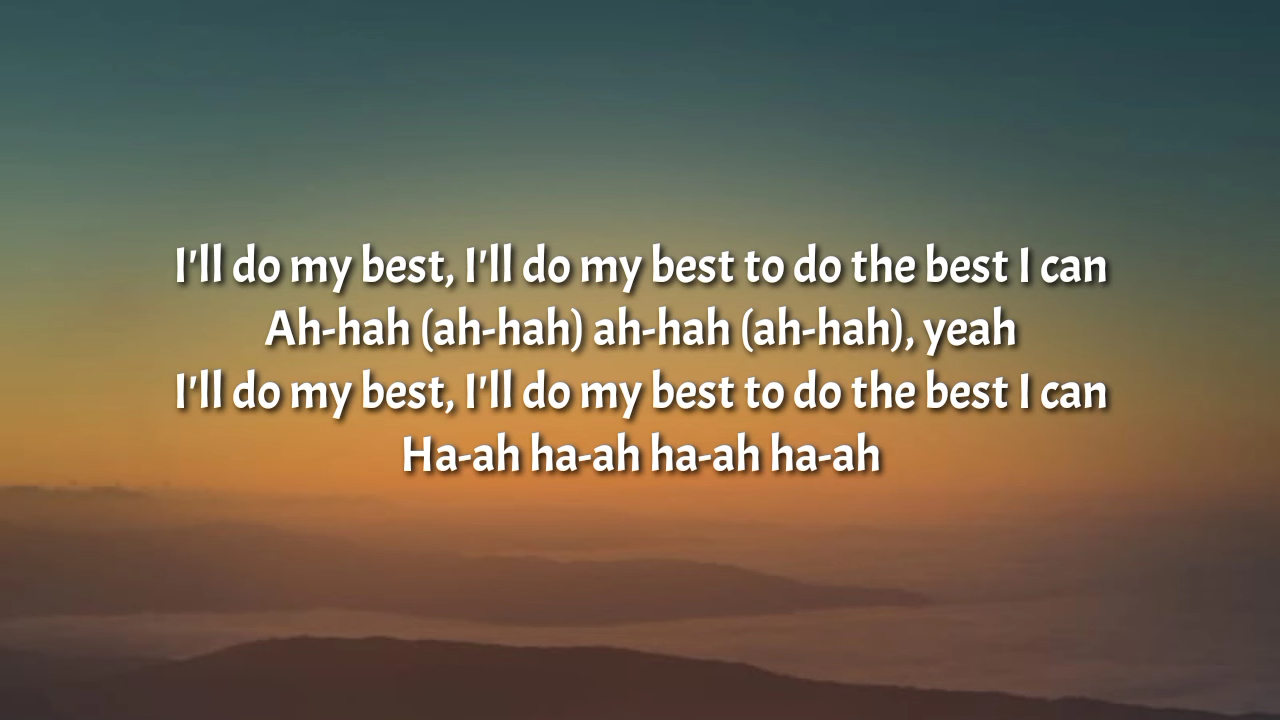 I'll do my best, I'll do my best to do the best I can
Ah-hah (ah-hah) ah-hah (ah-hah), yeah
I'll do my best, I'll do my best to do the best I can
Ha-ah ha-ah ha-ah ha-ah